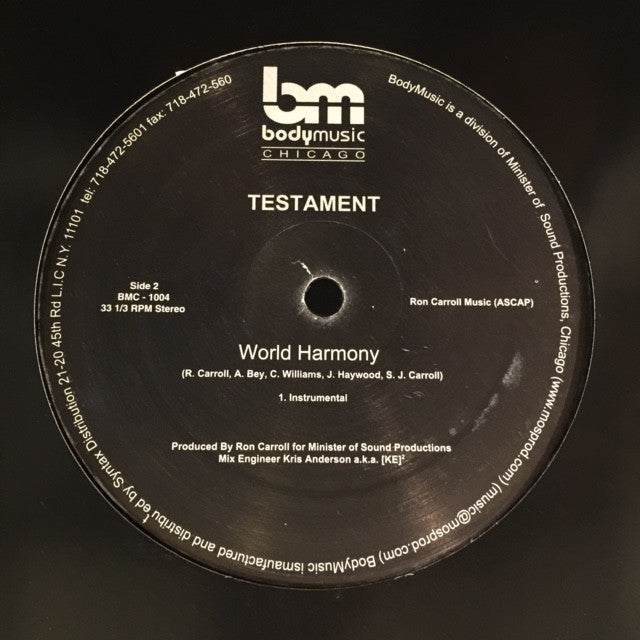 bm
bodymusic
CHICAGO
TESTAMENT
Side 2
BMC - 1004
33 1/3 RPM Stereo
Ron Carroll Music (ASCAP)
World Harmony
(R. Carroll, A. Bey, C. Williams, J. Haywood, S. J. Carroll)
1. Instrumental
Produced By Ron Carroll for Minister of Sound Productions
Mix Engineer Kris Anderson a.k.a. [KE]²
BodyMusic is a division of Minister of Sound Productions, Chicago (www.mosprod.com) (music@mosprod.com) BodyMusic ismaufactured and distributed by Syntax Distribution 21-20 45th Rd L.I.C N.Y. 11101 tel: 718-472-5601 fax: 718-472-560